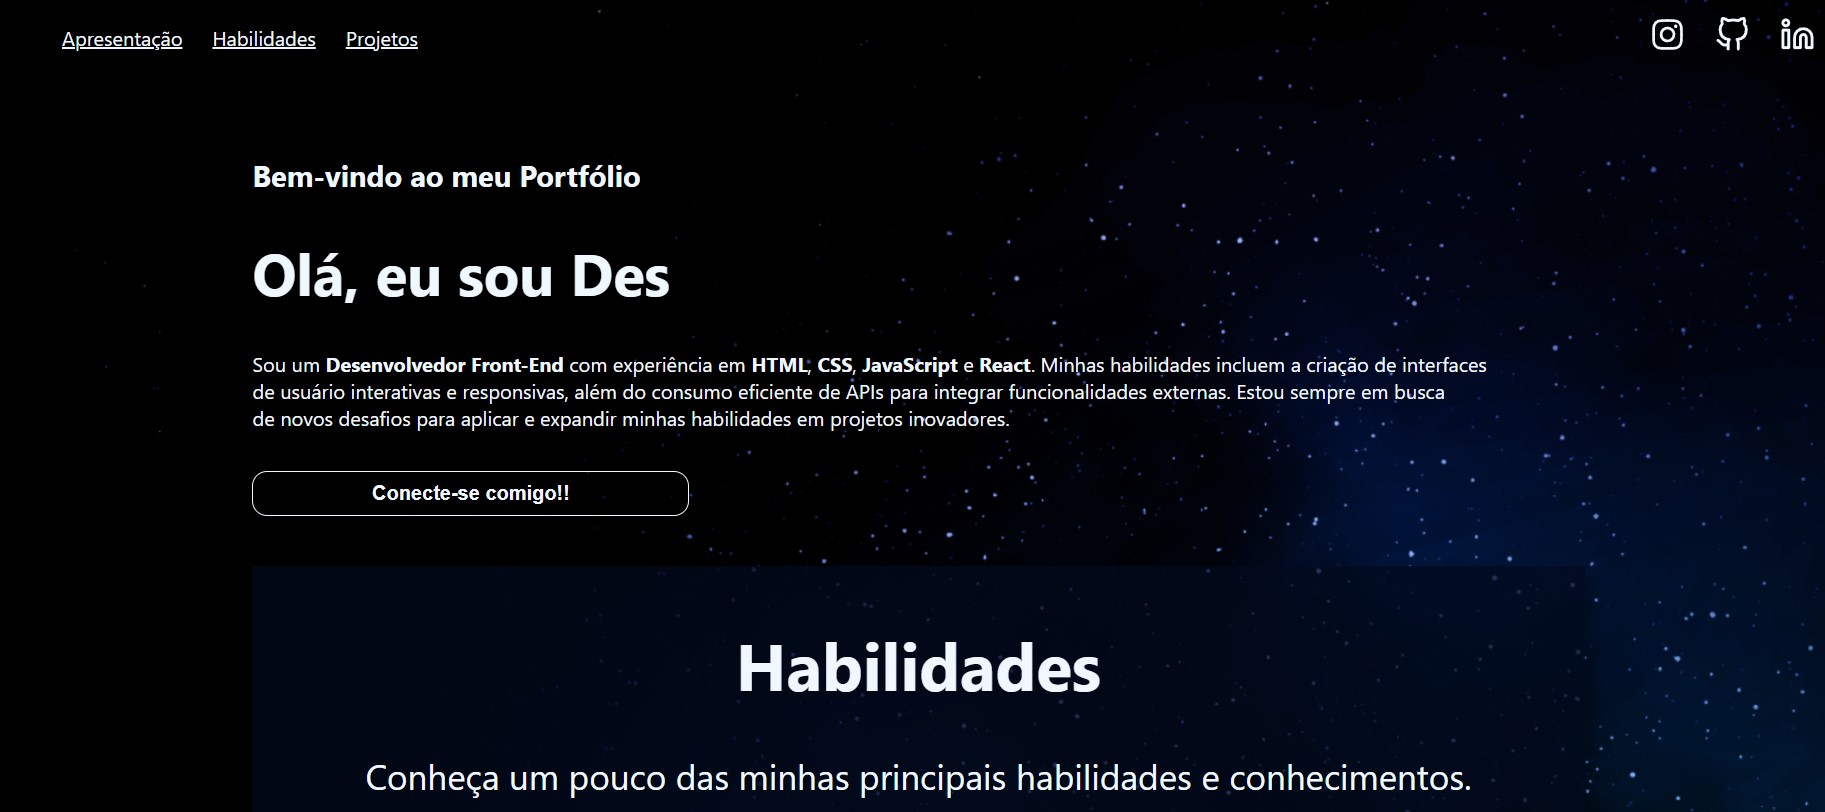 Apresentação Habilidades Projetos
Bem-vindo ao meu Portfólio
Olá, eu sou Des
Sou um Desenvolvedor Front-End com experiência em HTML, CSS, JavaScript e React. Minhas habilidades incluem a criação de interfaces
de usuário interativas e responsivas, além do consumo eficiente de APIs para integrar funcionalidades externas. Estou sempre em busca
de novos desafios para aplicar e expandir minhas habilidades em projetos inovadores.
Conecte-se comigo!!
Habilidades
Conheça um pouco das minhas principais habilidades e conhecimentos.